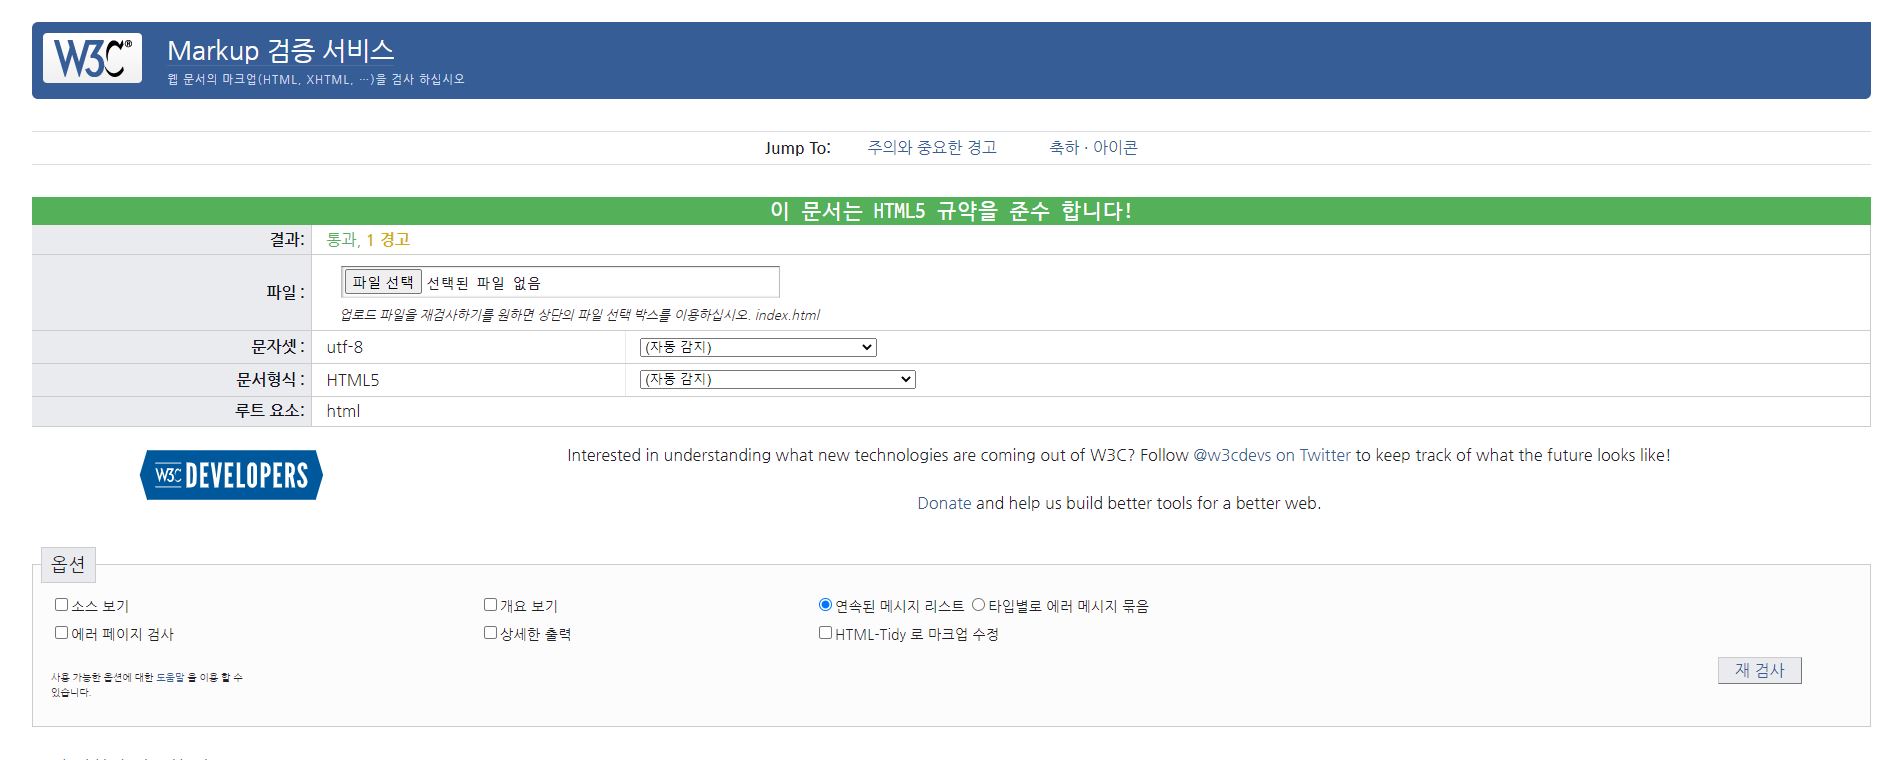 W3C® Markup 검증 서비스
웹 문서의 마크업(HTML, XHTML, …)을 검사 하십시오
Jump To: 주의와 중요한 경고 축하 · 아이콘
이 문서는 HTML5 규약을 준수 합니다!
결과: 통과, 1 경고
파일 : 파일 선택 선택된 파일 없음
업로드 파일을 재검사하기를 원하면 상단의 파일 선택 박스를 이용하십시오. index.html
문자셋 : utf-8 (자동 감지)
문서형식 : HTML5 (자동 감지)
루트 요소: html
W3C DEVELOPERS
Interested in understanding what new technologies are coming out of W3C? Follow @w3cdevs on Twitter to keep track of what the future looks like!
Donate and help us build better tools for a better web.
옵션
소스 보기 개요 보기 연속된 메시지 리스트 타입별로 에러 메시지 묶음
에러 페이지 검사 상세한 출력 HTML-Tidy 로 마크업 수정
사용 가능한 옵션에 대한 도움말 을 이용 할 수
있습니다.
재 검사